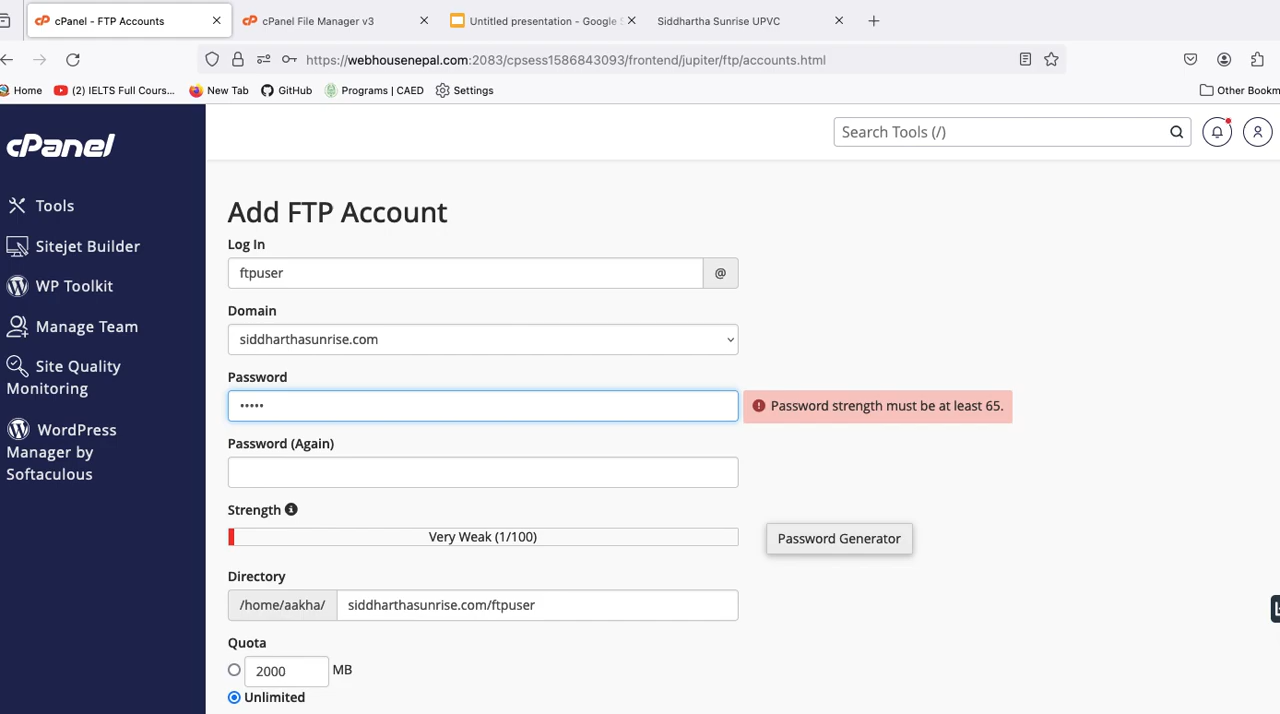 cPanel - FTP Accounts
cPanel File Manager v3
Untitled presentation - Google S
Siddhartha Sunrise UPVC
https://webhousenepal.com:2083/cpsess1586843093/frontend/jupiter/ftp/accounts.html
Home
(2) IELTS Full Cours...
New Tab
GitHub
Programs | CAED
Settings
Other Bookm
cPanel
Search Tools (/)
Tools
Sitejet Builder
WP Toolkit
Manage Team
Site Quality
Monitoring
WordPress
Manager by
Softaculous
Add FTP Account
Log In
ftpuser @
Domain
siddharthasunrise.com
Password
•••••
Password strength must be at least 65.
Password (Again)
Strength
Very Weak (1/100)
Password Generator
Directory
/home/aakha/ siddharthasunrise.com/ftpuser
Quota
2000 MB
Unlimited